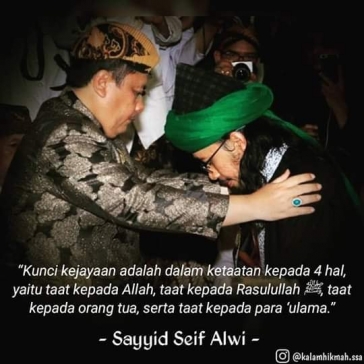 “Kunci kejayaan adalah dalam ketaatan kepada 4 hal,
yaitu taat kepada Allah, taat kepada Rasulullah ﷺ, taat
kepada orang tua, serta taat kepada para ‘ulama.”
- Sayyid Seif Alwi -
@kalamhikmah.ssa